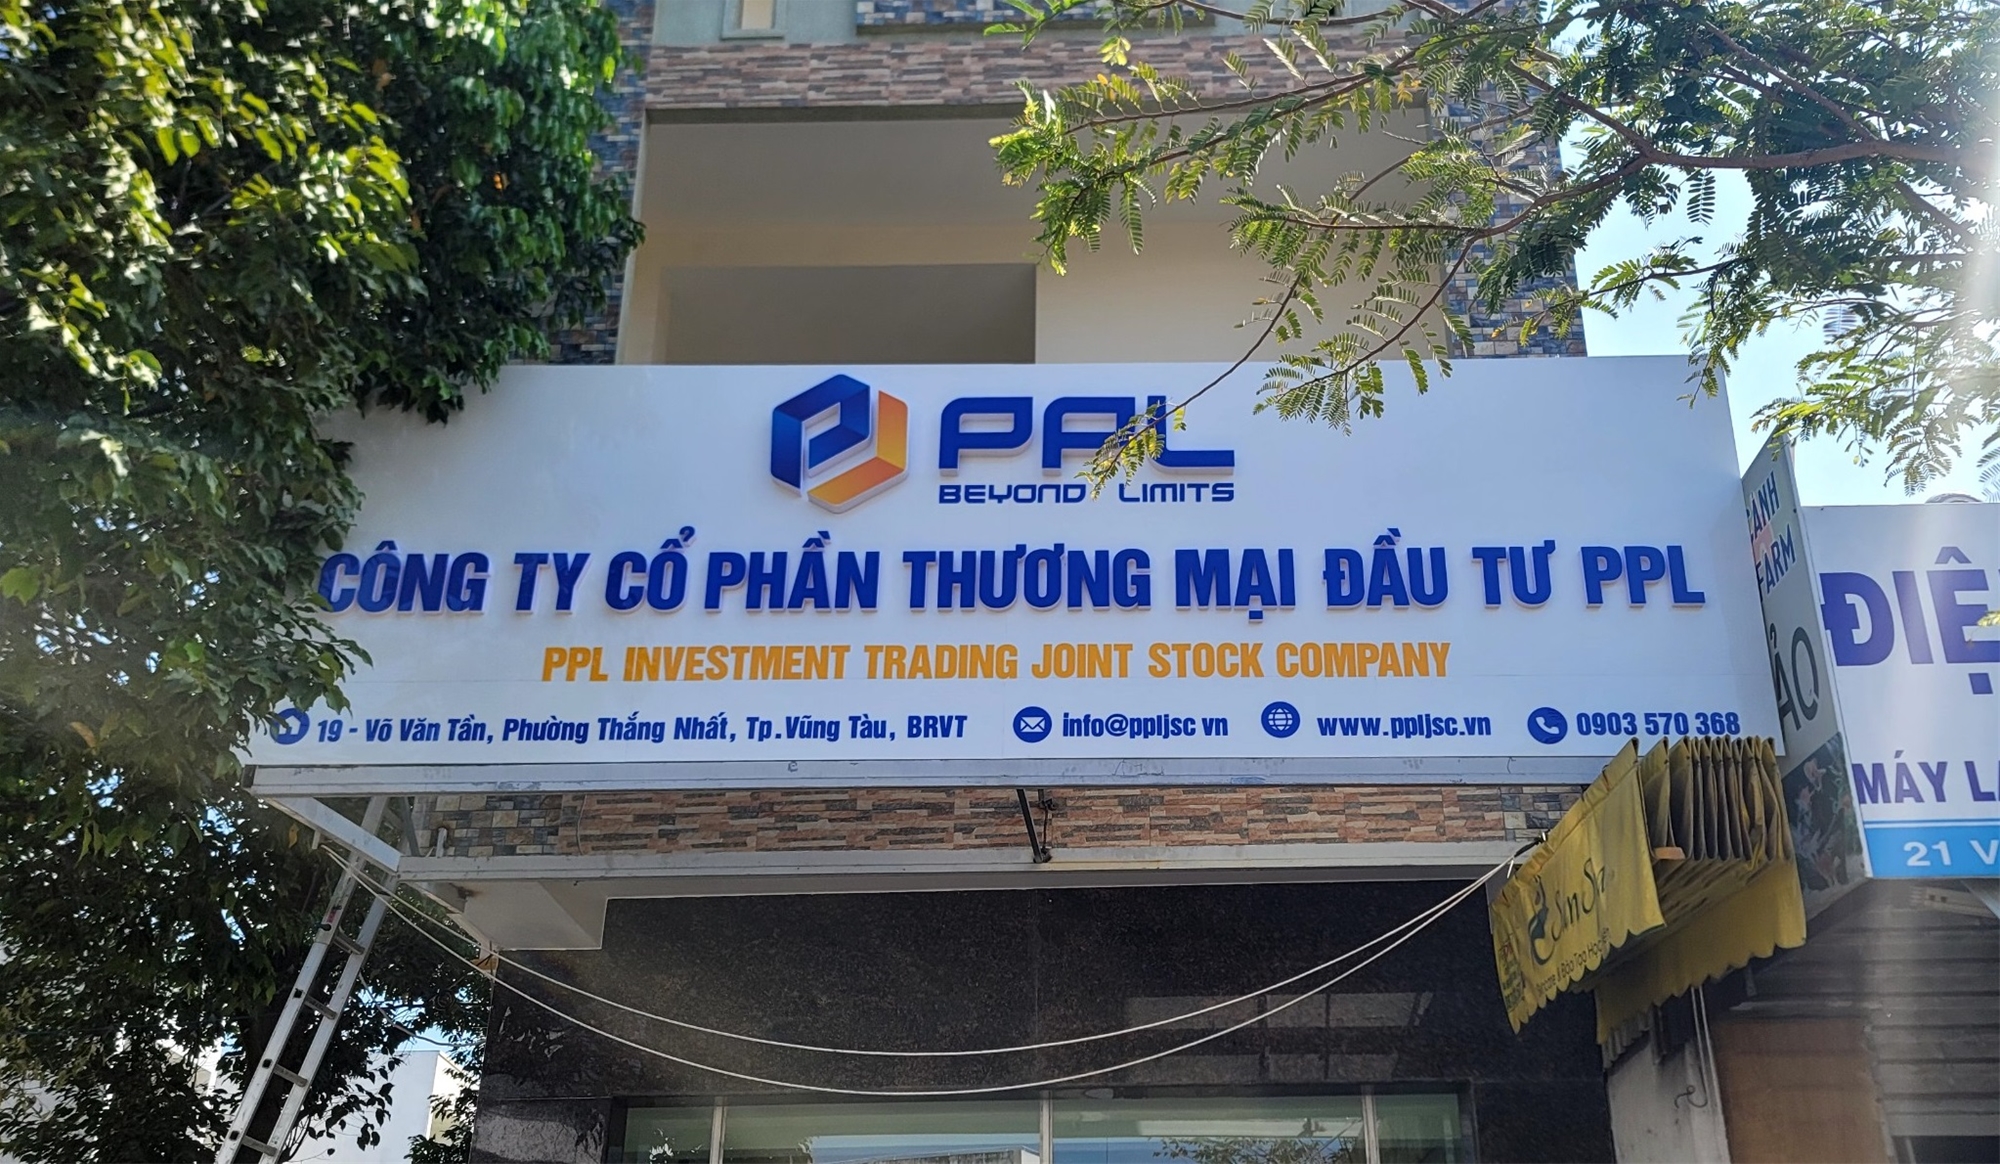 PPL
BEYOND LIMITS
CÔNG TY CỔ PHẦN THƯƠNG MẠI ĐẦU TƯ PPL
PPL INVESTMENT TRADING JOINT STOCK COMPANY
19 - Võ Văn Tần, Phường Thắng Nhất, Tp.Vũng Tàu, BRVT
info@ppljsc vn
www.ppljsc.vn
0903 570 368
FARM
MÁY
21